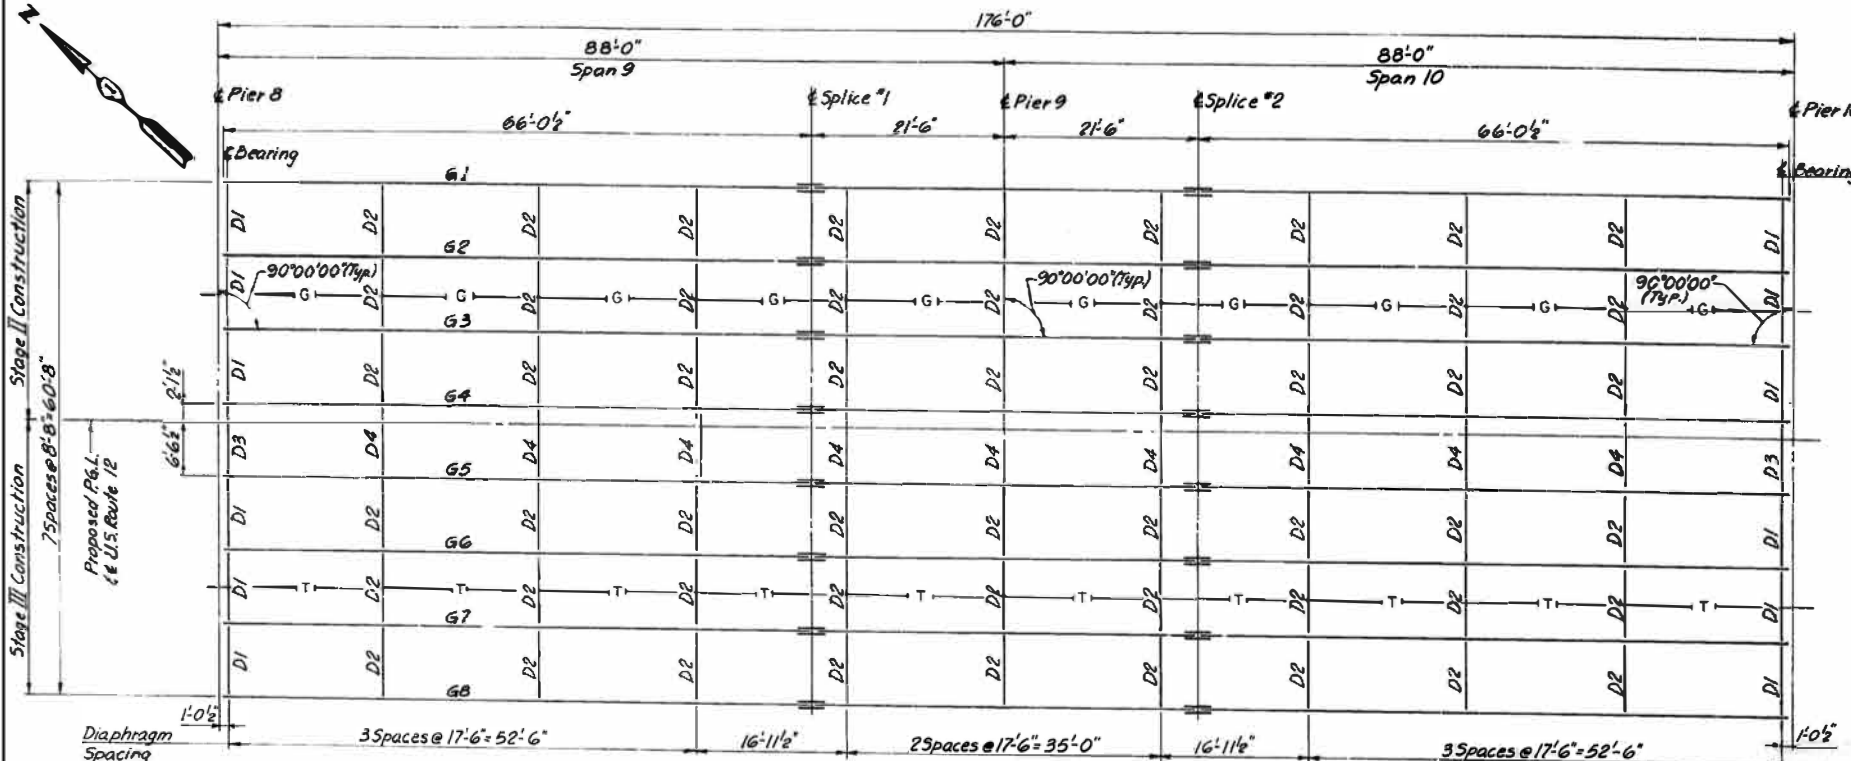 N
176'-0"
88'-0" 88'-0"
Span 9 Span 10
℄ Pier 8 ℄ Splice #1 ℄ Pier 9 ℄ Splice #2 ℄ Pier 10
66'-0½" 21'-6" 21'-6" 66'-0½"
℄ Bearing ℄ Bearing
G1
D1 D2 D2 D2 D2 D2 D2 D2 D2 D2 D1
G2
90°00'00" (Typ.) 90°00'00" (Typ.) 90°00'00" (Typ.)
D1 G D2 G D2 G D2 G D2 G D2 G D2 G D2 G D2 G D2 G D1
G3
D1 D2 D2 D2 D2 D2 D2 D2 D2 D2 D1
G4
D3 D4 D4 D4 D4 D4 D4 D4 D4 D4 D3
G5
D1 D2 D2 D2 D2 D2 D2 D2 D2 D2 D1
G6
D1 T D2 T D2 T D2 T D2 T D2 T D2 T D2 T D2 T D2 T D1
G7
D1 D2 D2 D2 D2 D2 D2 D2 D2 D2 D1
G8
Stage II Construction
Stage III Construction
7 Spaces @ 8'-8" = 60'-8"
2'-1½"
6'-6½"
Proposed P.G.L.
℄ U.S. Route 12
1'-0½" 1'-0½"
Diaphragm
Spacing
3 Spaces @ 17'-6" = 52'-6" 16'-11½" 2 Spaces @ 17'-6" = 35'-0" 16'-11½" 3 Spaces @ 17'-6" = 52'-6"